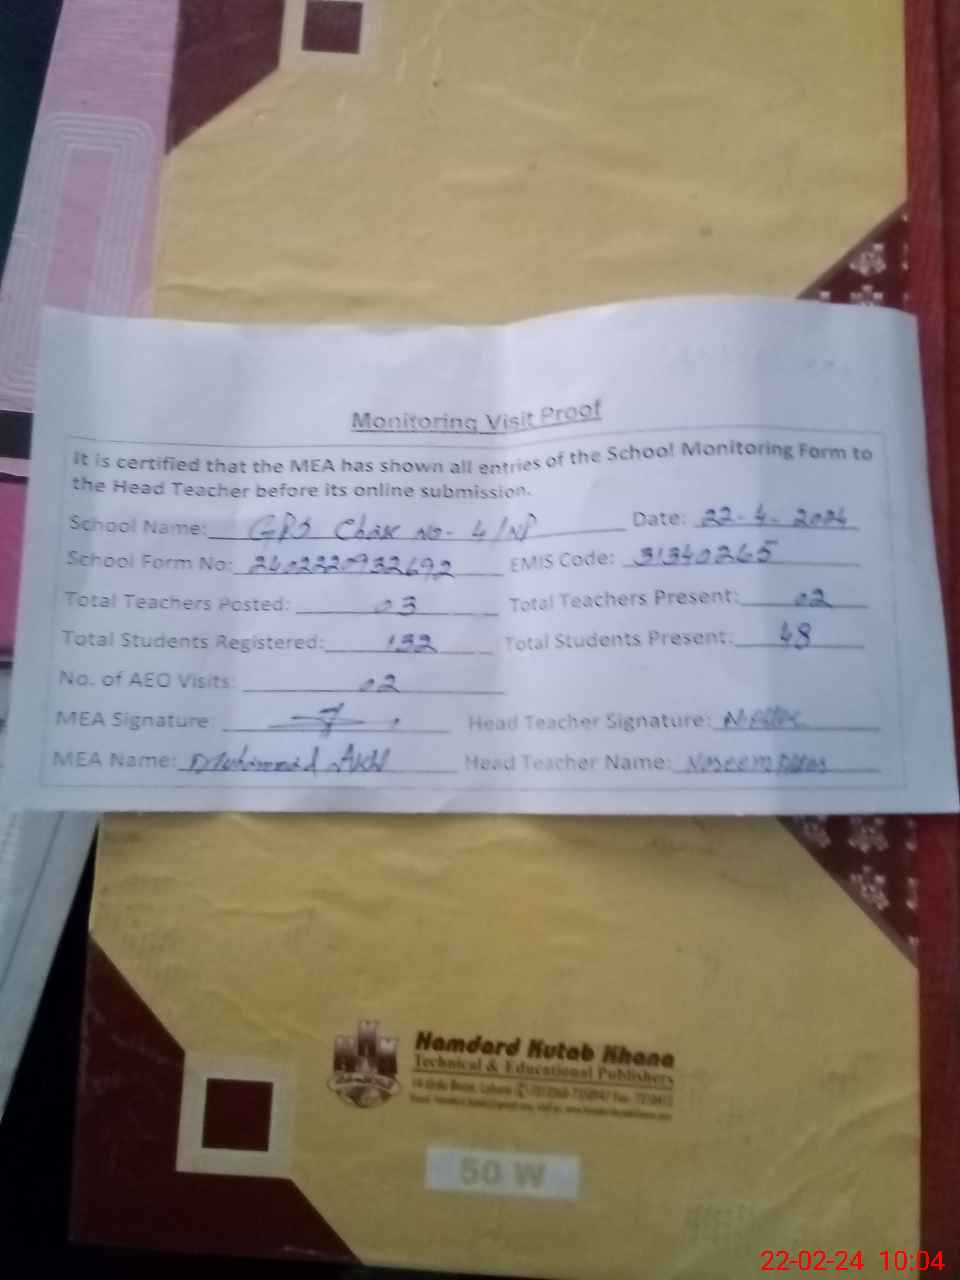 Monitoring Visit Proof
It is certified that the MEA has shown all entries of the School Monitoring Form to
the Head Teacher before its online submission.
School Name: GPS Chak No- 4/NP Date: 22-4-2024
School Form No: 2402220932692 EMIS Code: 31340265
Total Teachers Posted: 03 Total Teachers Present: 02
Total Students Registered: 132 Total Students Present: 48
No. of AEO Visits: 02
MEA Signature: Head Teacher Signature:
MEA Name: Muhammad Head Teacher Name: Naseem
Hamdard Kutab Khana
Technical & Educational Publishers
50 W
22-02-24 10:04